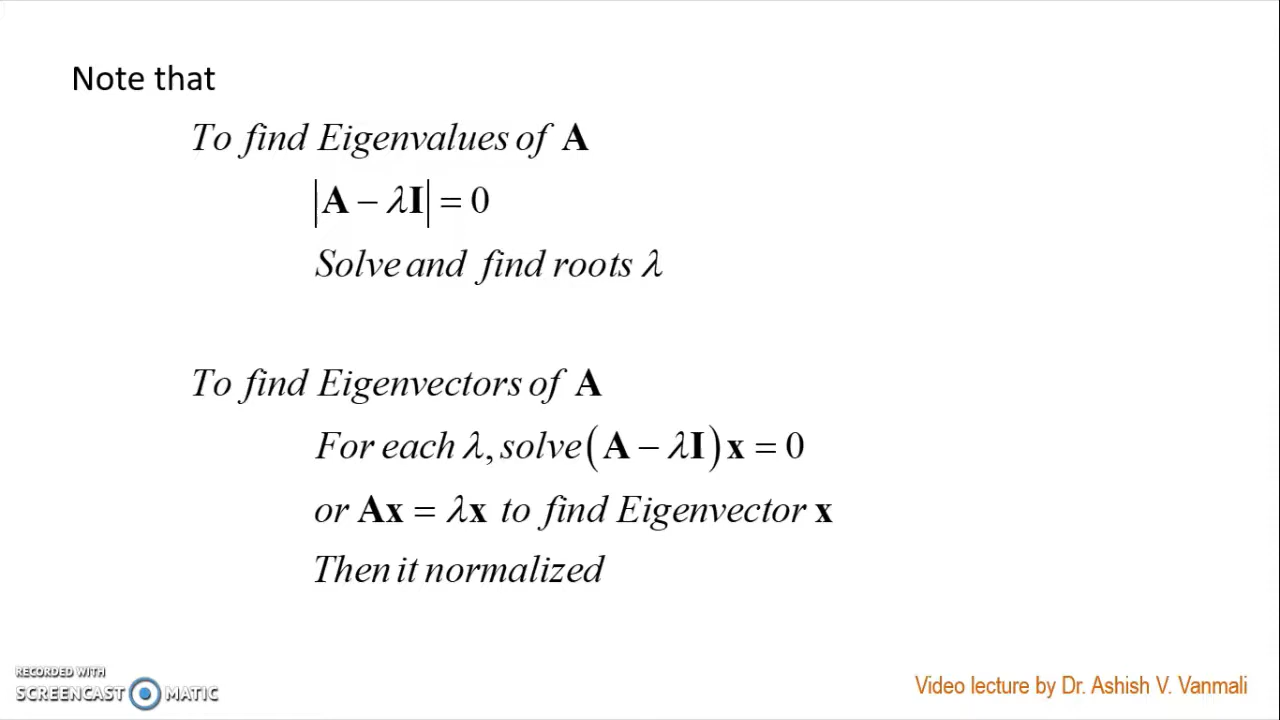 Note that
To find Eigenvalues of A
|A − λI| = 0
Solve and find roots λ
To find Eigenvectors of A
For each λ, solve (A − λI)x = 0
or Ax = λx to find Eigenvector x
Then it normalized
RECORDED WITH
SCREENCAST MATIC
Video lecture by Dr. Ashish V. Vanmali